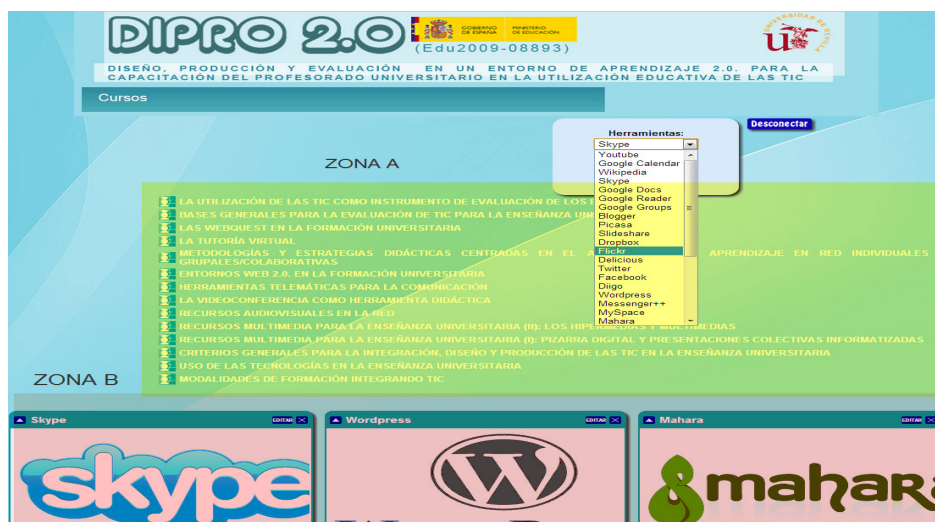 DIPRO 2.0
GOBIERNO DE ESPAÑA
MINISTERIO DE EDUCACIÓN
(Edu2009-08893)
UNIVERSIDAD DE SEVILLA
DISEÑO, PRODUCCIÓN Y EVALUACIÓN EN UN ENTORNO DE APRENDIZAJE 2.0. PARA LA
CAPACITACIÓN DEL PROFESORADO UNIVERSITARIO EN LA UTILIZACIÓN EDUCATIVA DE LAS TIC
Cursos
Desconectar
Herramientas:
Skype
Youtube
Google Calendar
Wikipedia
Skype
Google Docs
Google Reader
Google Groups
Blogger
Picasa
Slideshare
Dropbox
Flickr
Delicious
Twitter
Facebook
Diigo
Wordpress
Messenger++
MySpace
Mahara
ZONA A
LA UTILIZACIÓN DE LAS TIC COMO INSTRUMENTO DE EVALUACIÓN DE LOS
BASES GENERALES PARA LA EVALUACIÓN DE TIC PARA LA ENSEÑANZA
LAS WEBQUEST EN LA FORMACIÓN UNIVERSITARIA
LA TUTORÍA VIRTUAL
METODOLOGÍAS Y ESTRATEGIAS DIDÁCTICAS CENTRADAS EN EL APRENDIZAJE EN RED INDIVIDUALES
GRUPALES/COLABORATIVAS
ENTORNOS WEB 2.0. EN LA FORMACIÓN UNIVERSITARIA
HERRAMIENTAS TELEMÁTICAS PARA LA COMUNICACIÓN
LA VIDEOCONFERENCIA COMO HERRAMIENTA DIDÁCTICA
RECURSOS AUDIOVISUALES EN LA RED
RECURSOS MULTIMEDIA PARA LA ENSEÑANZA UNIVERSITARIA (II): LOS HIPERMEDIAS Y MULTIMEDIAS
RECURSOS MULTIMEDIA PARA LA ENSEÑANZA UNIVERSITARIA (I): PIZARRA DIGITAL Y PRESENTACIONES COLECTIVAS INFORMATIZADAS
CRITERIOS GENERALES PARA LA INTEGRACIÓN, DISEÑO Y PRODUCCIÓN DE LAS TIC EN LA ENSEÑANZA UNIVERSITARIA
USO DE LAS TECNOLOGÍAS EN LA ENSEÑANZA UNIVERSITARIA
MODALIDADES DE FORMACIÓN INTEGRANDO TIC
ZONA B
Skype EDITAR
Wordpress EDITAR
Mahara EDITAR
skype
W
mahara